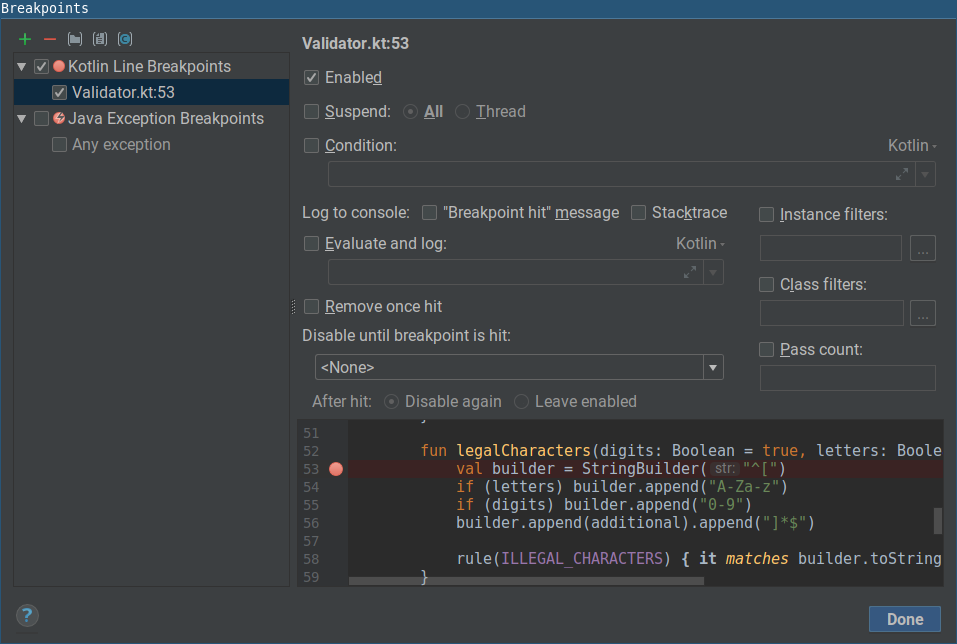 Breakpoints
Kotlin Line Breakpoints
Validator.kt:53
Java Exception Breakpoints
Any exception
Validator.kt:53
Enabled
Suspend: All Thread
Condition: Kotlin
Log to console: "Breakpoint hit" message Stacktrace
Evaluate and log: Kotlin
Remove once hit
Disable until breakpoint is hit:
<None>
After hit: Disable again Leave enabled
Instance filters:
...
Class filters:
...
Pass count:
51 }
52 fun legalCharacters(digits: Boolean = true, letters: Boole
53 val builder = StringBuilder( str: "^[")
54 if (letters) builder.append("A-Za-z")
55 if (digits) builder.append("0-9")
56 builder.append(additional).append("]*$")
57
58 rule(ILLEGAL_CHARACTERS) { it matches builder.toString
59 }
?
Done